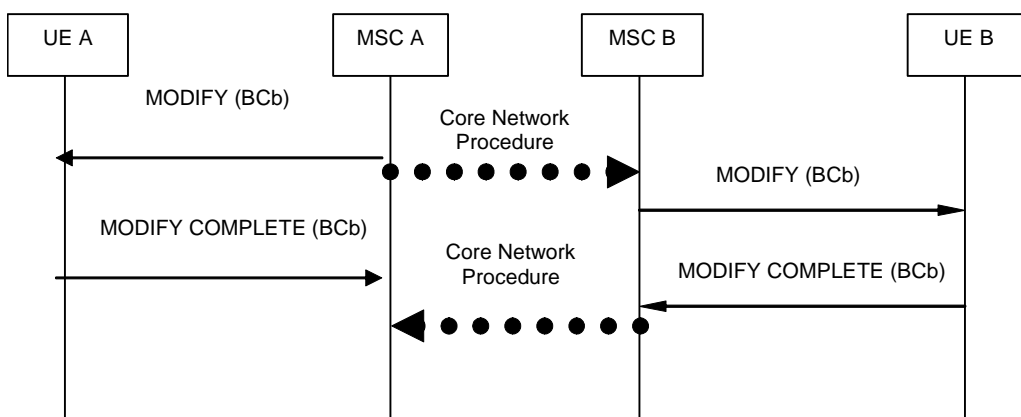 UE A
MSC A
MSC B
UE B
MODIFY (BCb)
Core Network
Procedure
MODIFY (BCb)
MODIFY COMPLETE (BCb)
Core Network
Procedure
MODIFY COMPLETE (BCb)